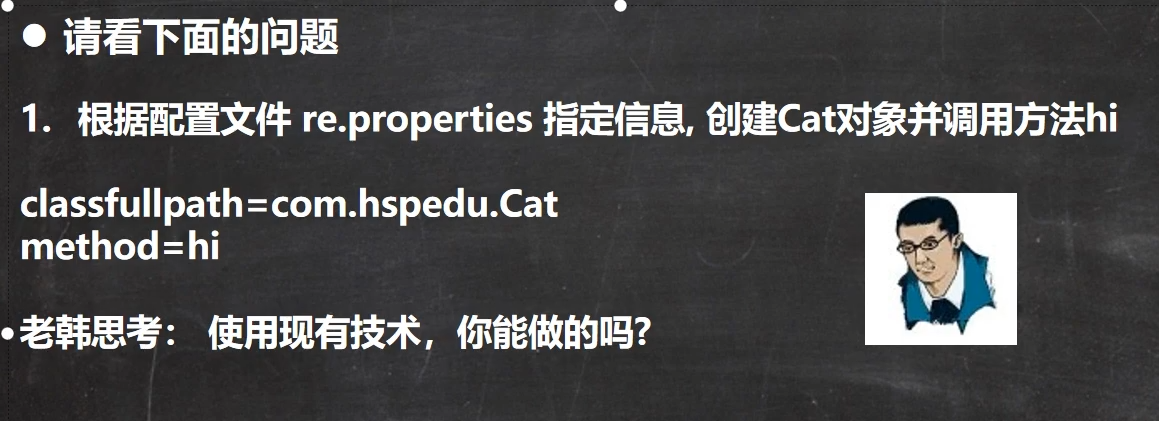 ● 请看下面的问题
1. 根据配置文件 re.properties 指定信息, 创建Cat对象并调用方法hi
classfullpath=com.hspedu.Cat
method=hi
老韩思考： 使用现有技术，你能做的吗?